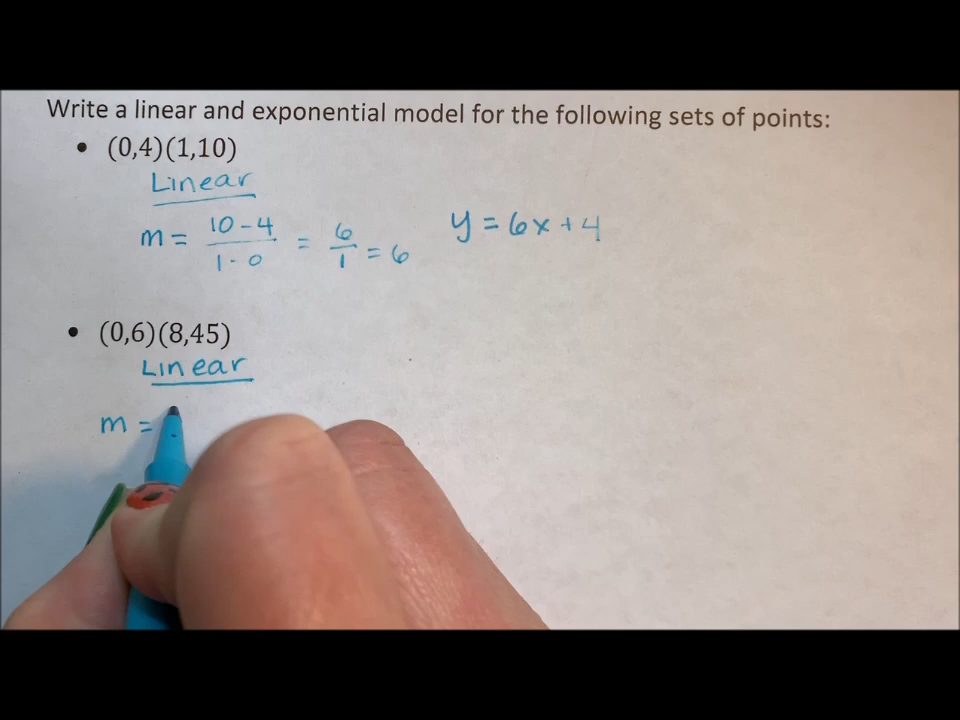 Write a linear and exponential model for the following sets of points:
• (0,4)(1,10)
Linear
m = 10-4 / 1-0 = 6/1 = 6 y = 6x + 4
• (0,6)(8,45)
Linear
m =